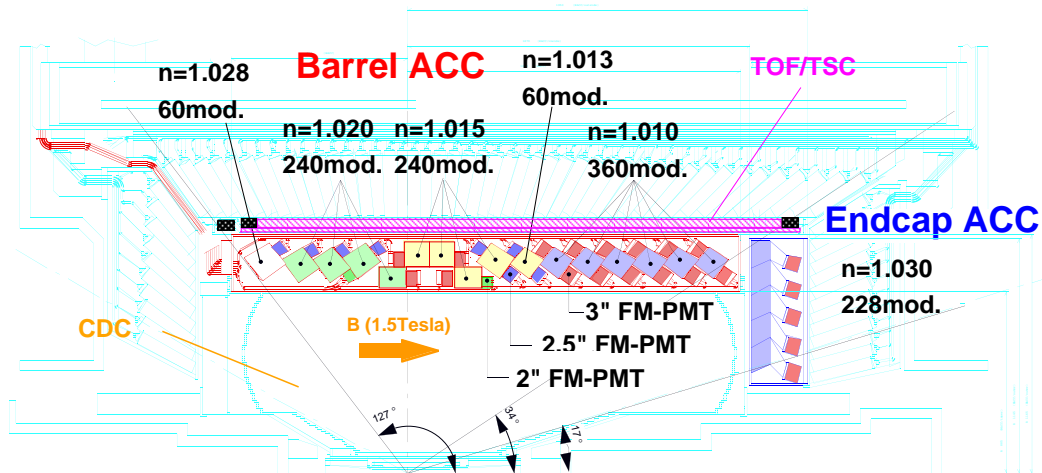 Barrel ACC
n=1.028
60mod.
n=1.013
60mod.
TOF/TSC
n=1.020
240mod.
n=1.015
240mod.
n=1.010
360mod.
Endcap ACC
n=1.030
228mod.
CDC
B (1.5Tesla)
3" FM-PMT
2.5" FM-PMT
2" FM-PMT
127°
34°
17°